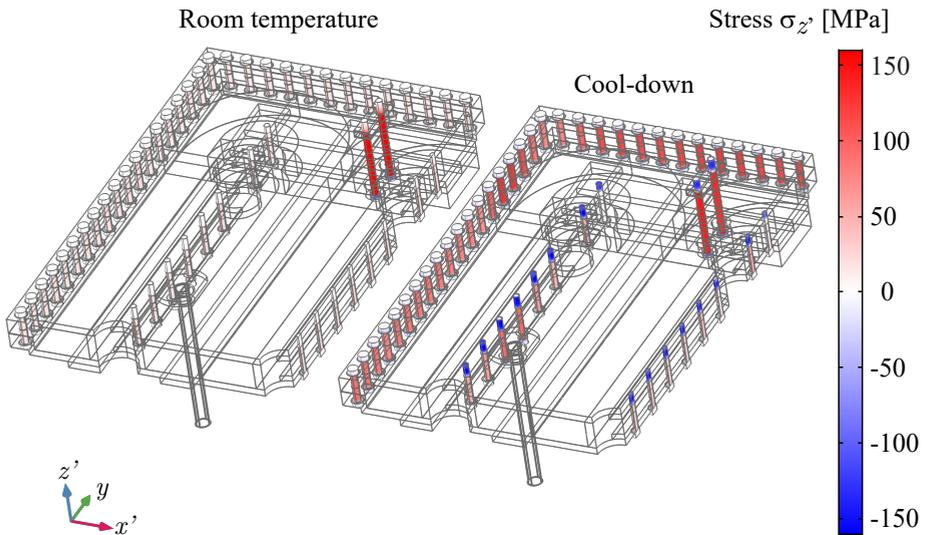 Room temperature
Stress σz' [MPa]
Cool-down
150
100
50
0
-50
-100
-150
z'
y
x'